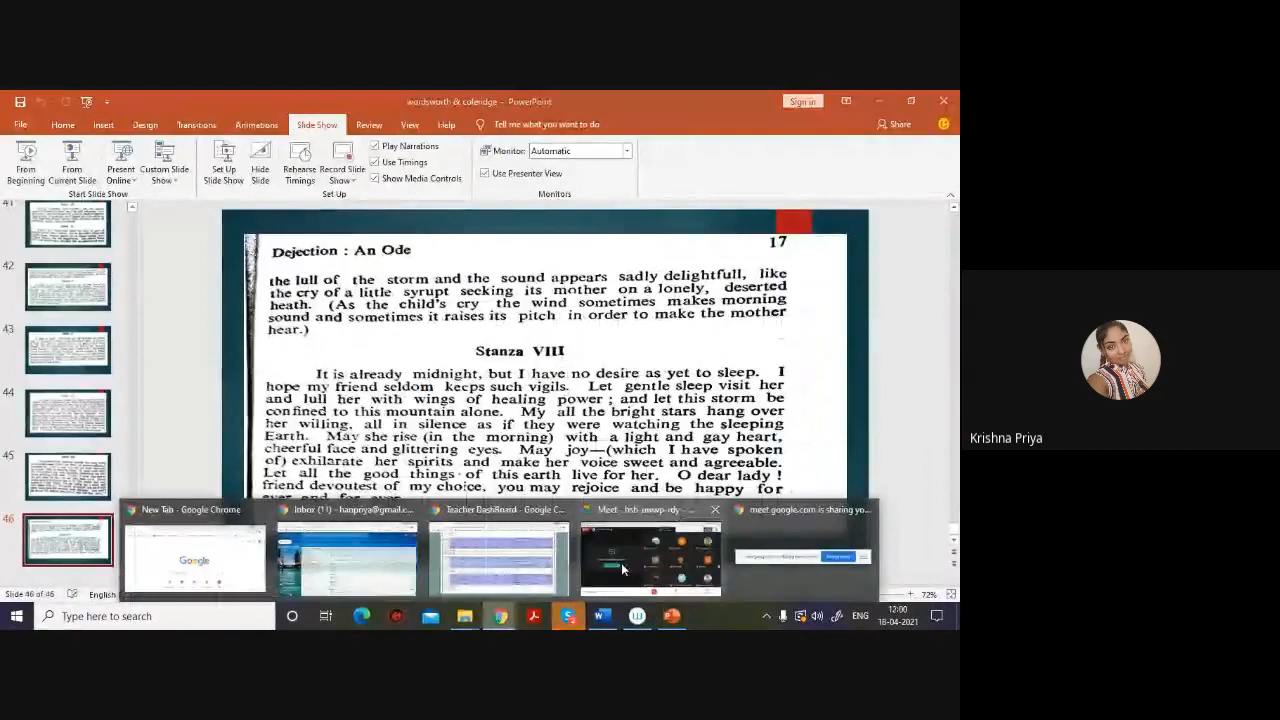 wordsworth & coleridge - PowerPoint
Sign in
File Home Insert Design Transitions Animations Slide Show Review View Help Tell me what you want to do
Share
From Beginning
From Current Slide
Present Online
Custom Slide Show
Set Up Slide Show
Hide Slide
Rehearse Timings
Record Slide Show
Play Narrations
Use Timings
Show Media Controls
Monitor: Automatic
Use Presenter View
Start Slide Show
Set Up
Monitors
41
42
43
44
45
46
Dejection : An Ode 17
the lull of the storm and the sound appears sadly delightfull, like
the cry of a little syrupt seeking its mother on a lonely, deserted
heath. (As the child's cry the wind sometimes makes morning
sound and sometimes it raises its pitch in order to make the mother
hear.)
Stanza VIII
It is already midnight, but I have no desire as yet to sleep. I
hope my friend seldom keeps such vigils. Let gentle sleep visit her
and lull her with wings of healing power ; and let this storm be
confined to this mountain alone. My all the bright stars hang over
her willing, all in silence as if they were watching the sleeping
Earth. May she rise (in the morning) with a light and gay heart,
cheerful face and glittering eyes. May joy—(which I have spoken
of) exhilarate her spirits and make her voice sweet and agreeable.
Let all the good things of this earth live for her. O dear lady !
friend devoutest of my choice, you may rejoice and be happy for
ever and for ever.
New Tab - Google Chrome
Teacher DashBoard - Google C...
meet.google.com is sharing yo...
Google
Slide 46 of 46 English
72%
Type here to search
ENG
12:00
18-04-2021
Krishna Priya